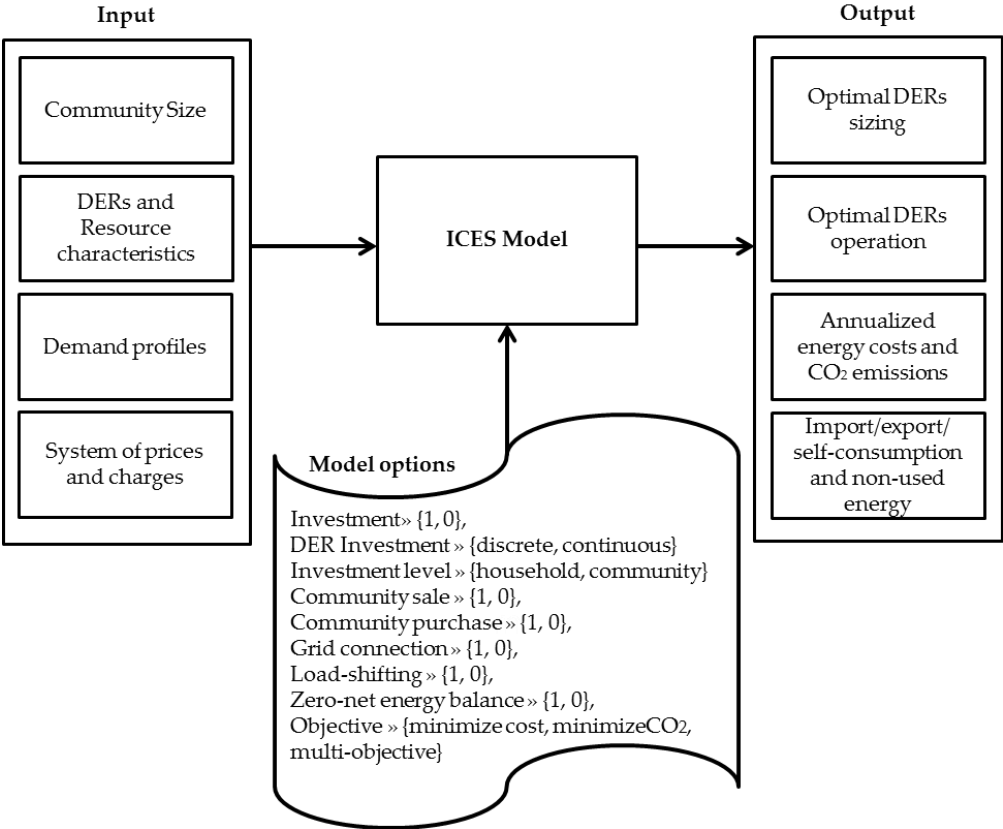 Input
Community Size
DERs and
Resource
characteristics
Demand profiles
System of prices
and charges
ICES Model
Model options
Investment» {1, 0},
DER Investment » {discrete, continuous}
Investment level » {household, community}
Community sale » {1, 0},
Community purchase » {1, 0},
Grid connection » {1, 0},
Load-shifting » {1, 0},
Zero-net energy balance » {1, 0},
Objective » {minimize cost, minimizeCO2,
multi-objective}
Output
Optimal DERs
sizing
Optimal DERs
operation
Annualized
energy costs and
CO2 emissions
Import/export/
self-consumption
and non-used
energy